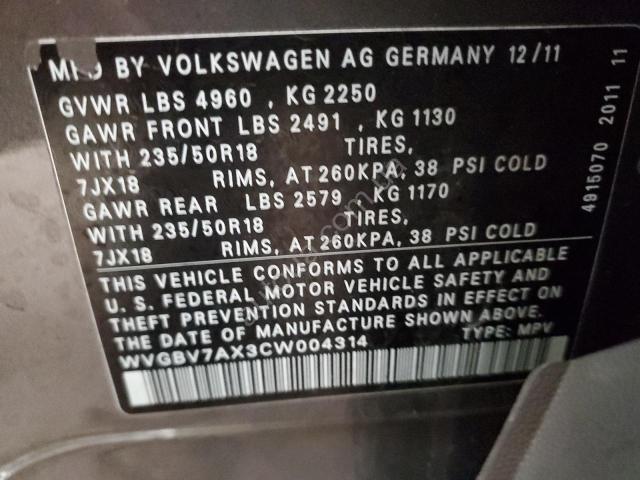 MFD BY VOLKSWAGEN AG GERMANY 12/11
GVWR LBS 4960 , KG 2250
GAWR FRONT LBS 2491 , KG 1130
WITH 235/50R18 TIRES,
7JX18 RIMS, AT 260KPA, 38 PSI COLD
GAWR REAR LBS 2579 , KG 1170
WITH 235/50R18 TIRES,
7JX18 RIMS, AT 260KPA, 38 PSI COLD
THIS VEHICLE CONFORMS TO ALL APPLICABLE
U. S. FEDERAL MOTOR VEHICLE SAFETY AND
THEFT PREVENTION STANDARDS IN EFFECT ON
THE DATE OF MANUFACTURE SHOWN ABOVE.
WVGBV7AX3CW004314 TYPE: MPV
4915070 2011 11